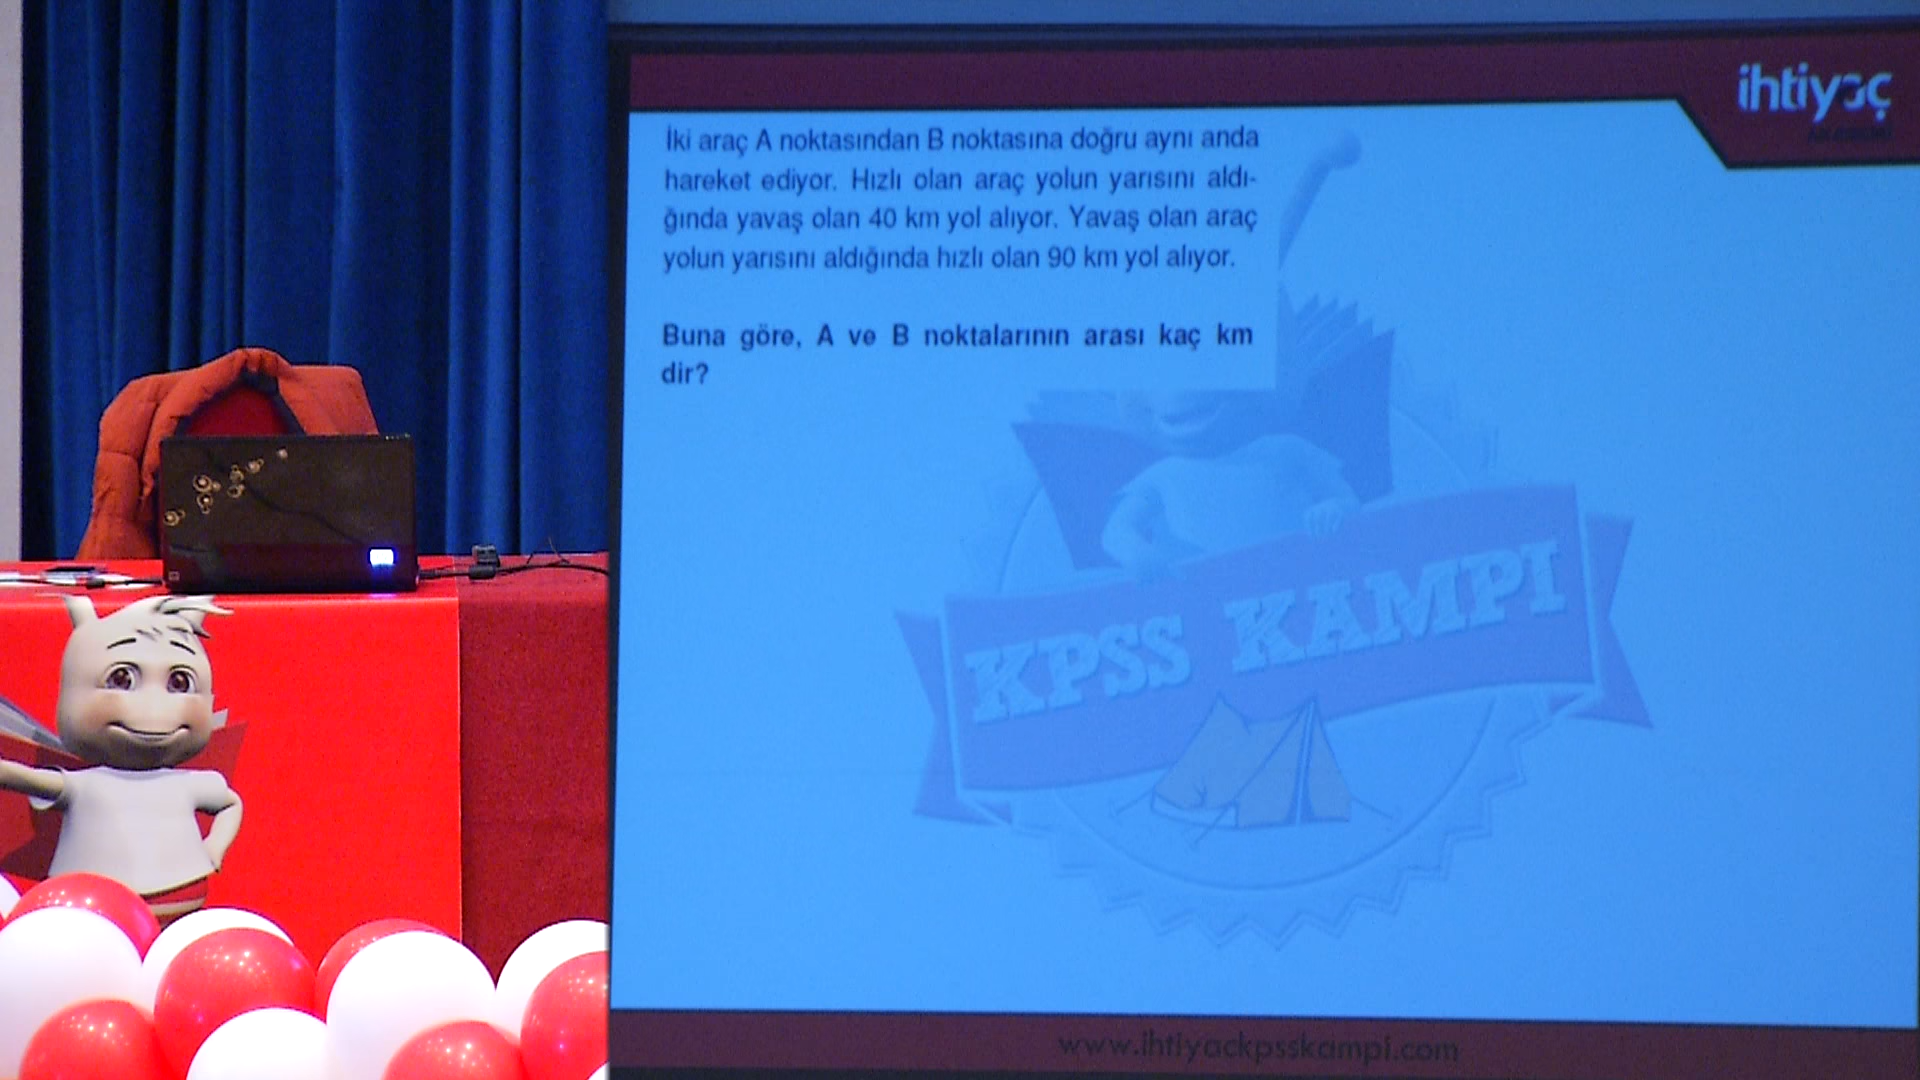 ihtiyaç
İki araç A noktasından B noktasına doğru aynı anda
hareket ediyor. Hızlı olan araç yolun yarısını aldı-
ğında yavaş olan 40 km yol alıyor. Yavaş olan araç
yolun yarısını aldığında hızlı olan 90 km yol alıyor.
Buna göre, A ve B noktalarının arası kaç km
dir?
KPSS KAMPI
www.ihtiyackpsskampi.com